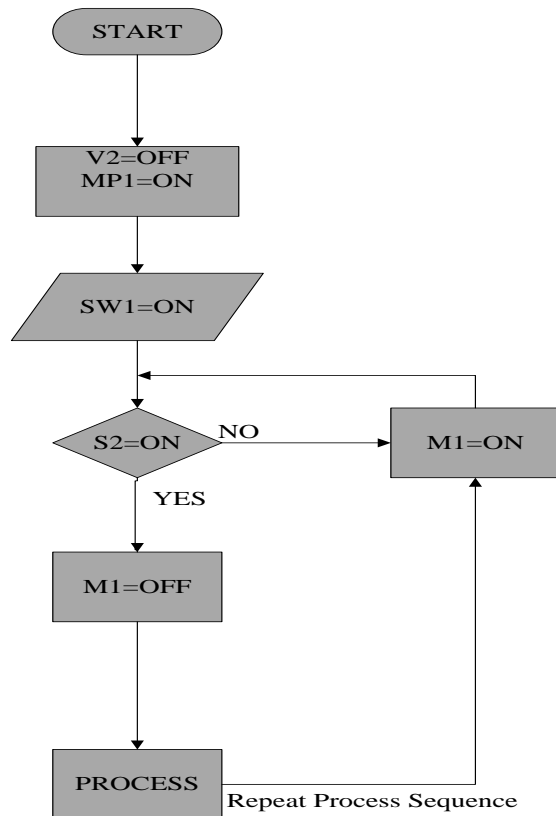 START
V2=OFF
MP1=ON
SW1=ON
S2=ON
NO
M1=ON
YES
M1=OFF
PROCESS
Repeat Process Sequence